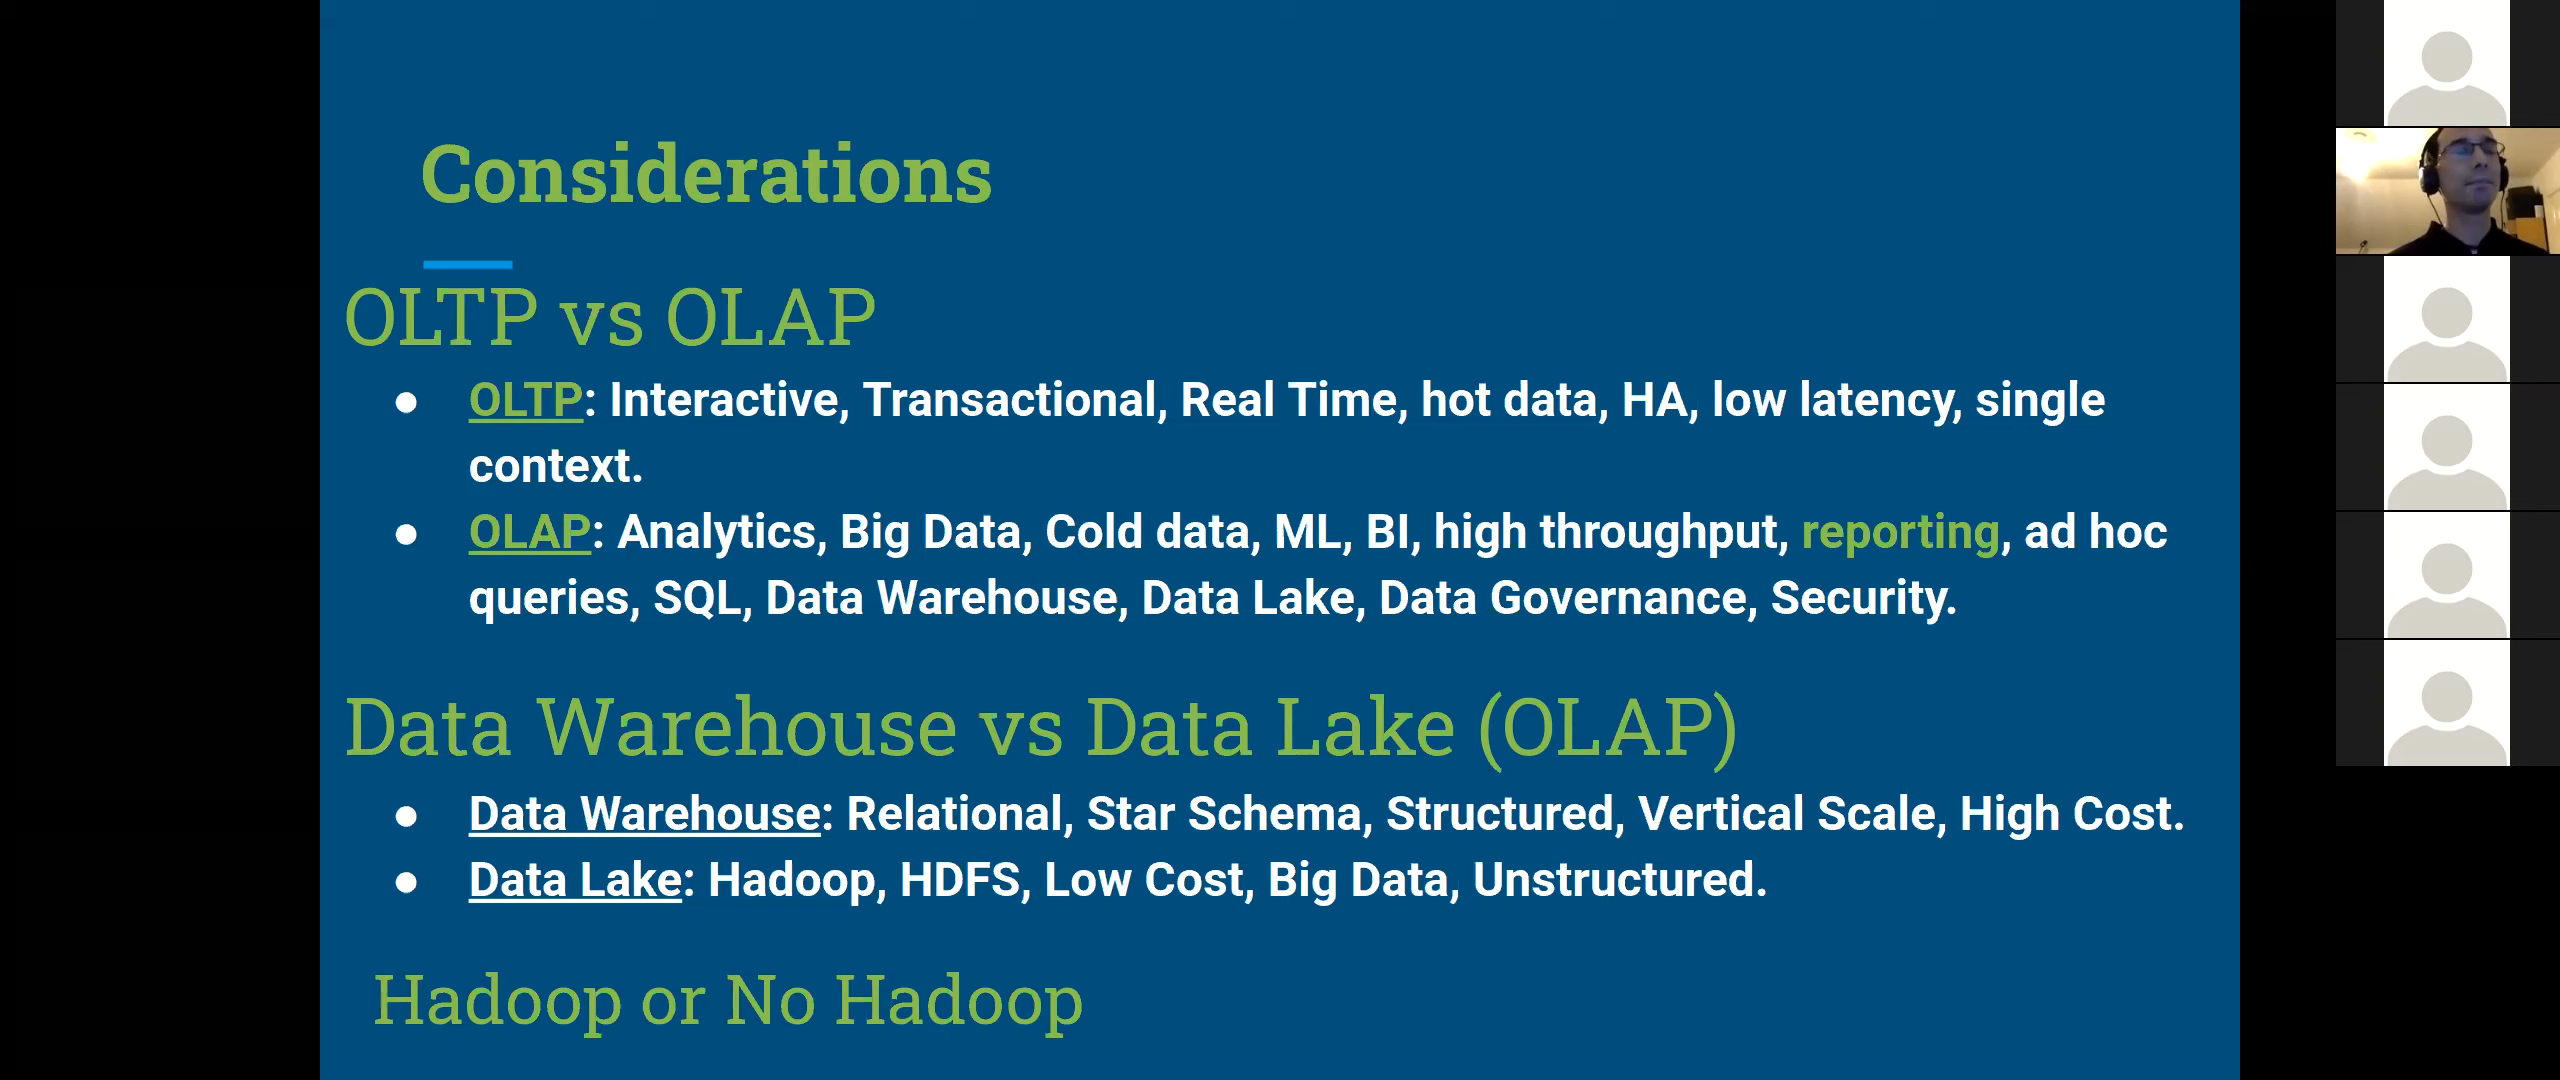 Considerations
OLTP vs OLAP
● OLTP: Interactive, Transactional, Real Time, hot data, HA, low latency, single
context.
● OLAP: Analytics, Big Data, Cold data, ML, BI, high throughput, reporting, ad hoc
queries, SQL, Data Warehouse, Data Lake, Data Governance, Security.
Data Warehouse vs Data Lake (OLAP)
● Data Warehouse: Relational, Star Schema, Structured, Vertical Scale, High Cost.
● Data Lake: Hadoop, HDFS, Low Cost, Big Data, Unstructured.
Hadoop or No Hadoop